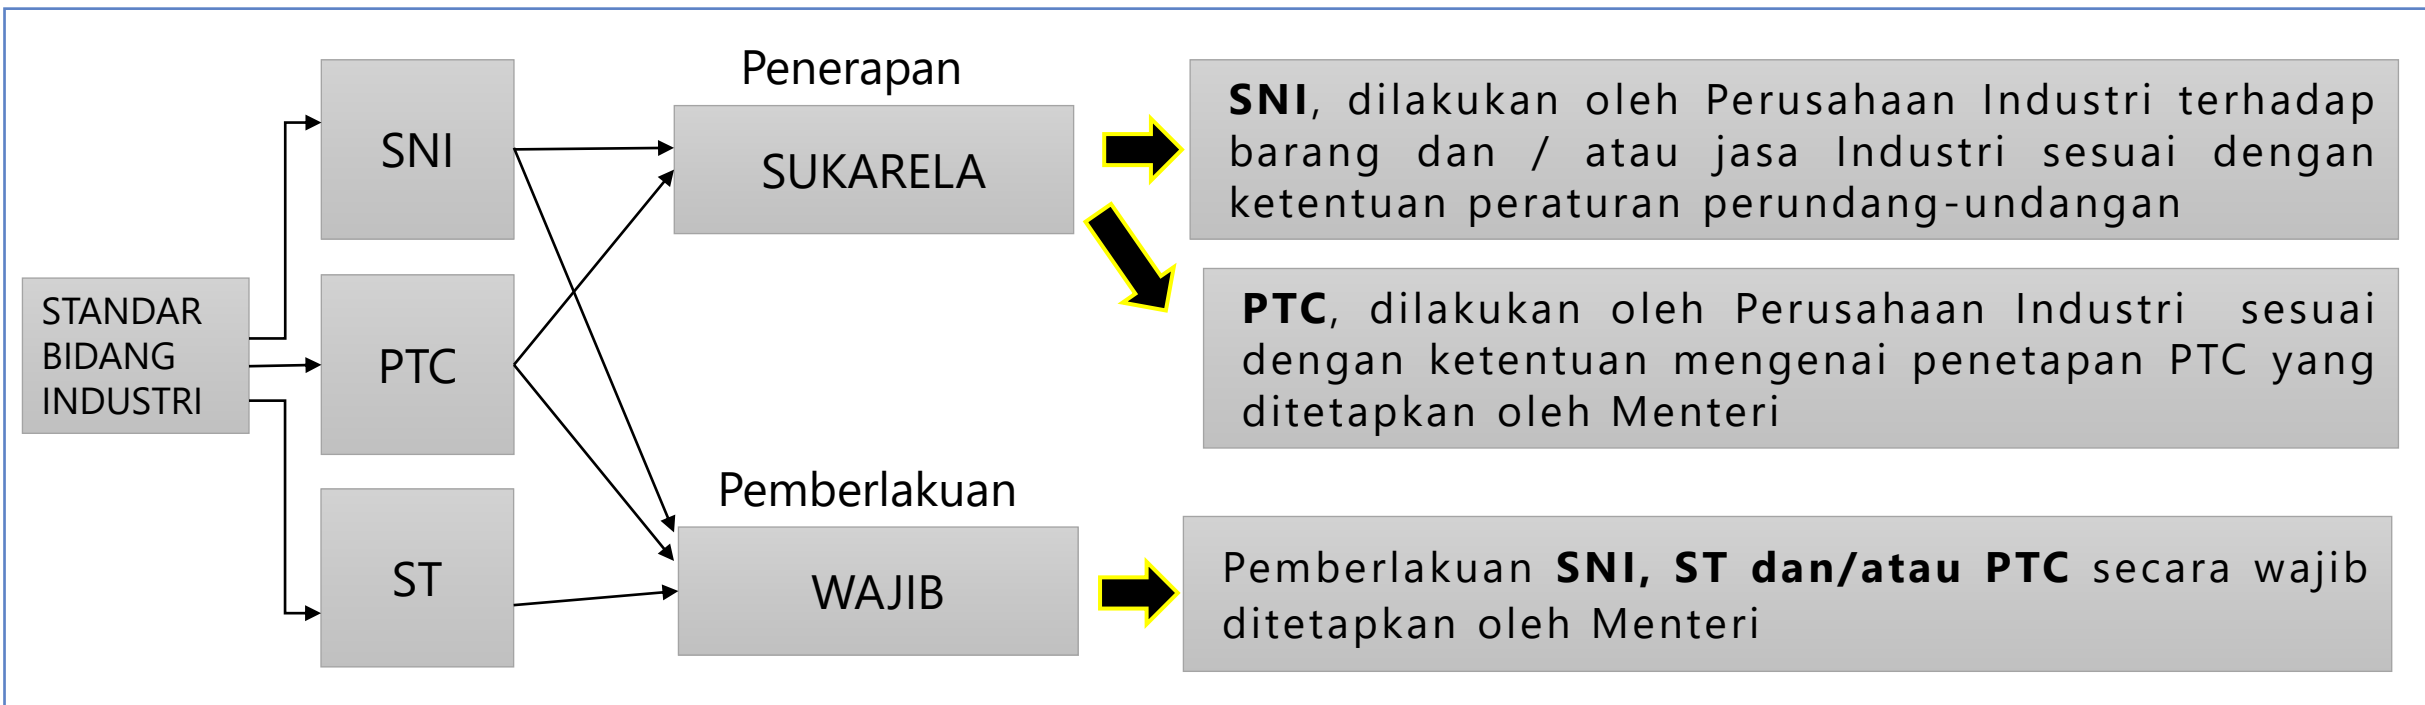 STANDAR
BIDANG
INDUSTRI
SNI
PTC
ST
Penerapan
SUKARELA
Pemberlakuan
WAJIB
SNI, dilakukan oleh Perusahaan Industri terhadap
barang dan / atau jasa Industri sesuai dengan
ketentuan peraturan perundang-undangan
PTC, dilakukan oleh Perusahaan Industri sesuai
dengan ketentuan mengenai penetapan PTC yang
ditetapkan oleh Menteri
Pemberlakuan SNI, ST dan/atau PTC secara wajib
ditetapkan oleh Menteri